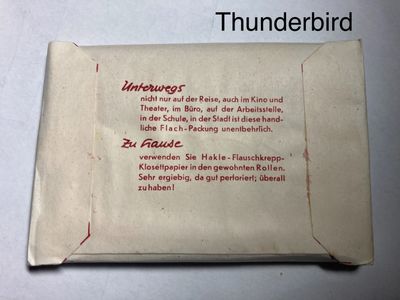 Thunderbird
Unterwegs
nicht nur auf der Reise, auch im Kino und
Theater, im Büro, auf der Arbeitsstelle,
in der Schule, in der Stadt ist diese hand-
liche Flach-Packung unentbehrlich.
Zu Hause
verwenden Sie Hakle-Flauschkrepp-
Klosettpapier in den gewohnten Rollen.
Sehr ergiebig, da gut perforiert; überall
zu haben!